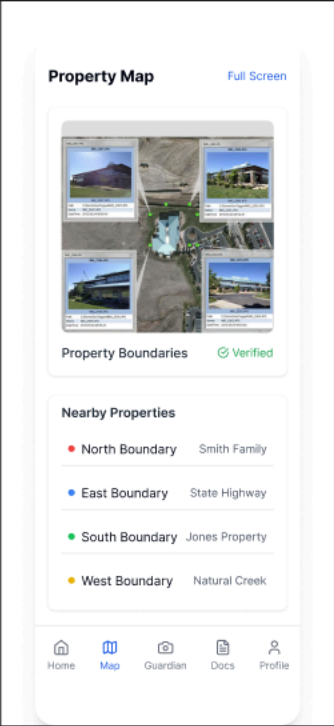 Property Map
Full Screen
Property Boundaries
Verified
Nearby Properties
North Boundary
Smith Family
East Boundary
State Highway
South Boundary
Jones Property
West Boundary
Natural Creek
Home
Map
Guardian
Docs
Profile